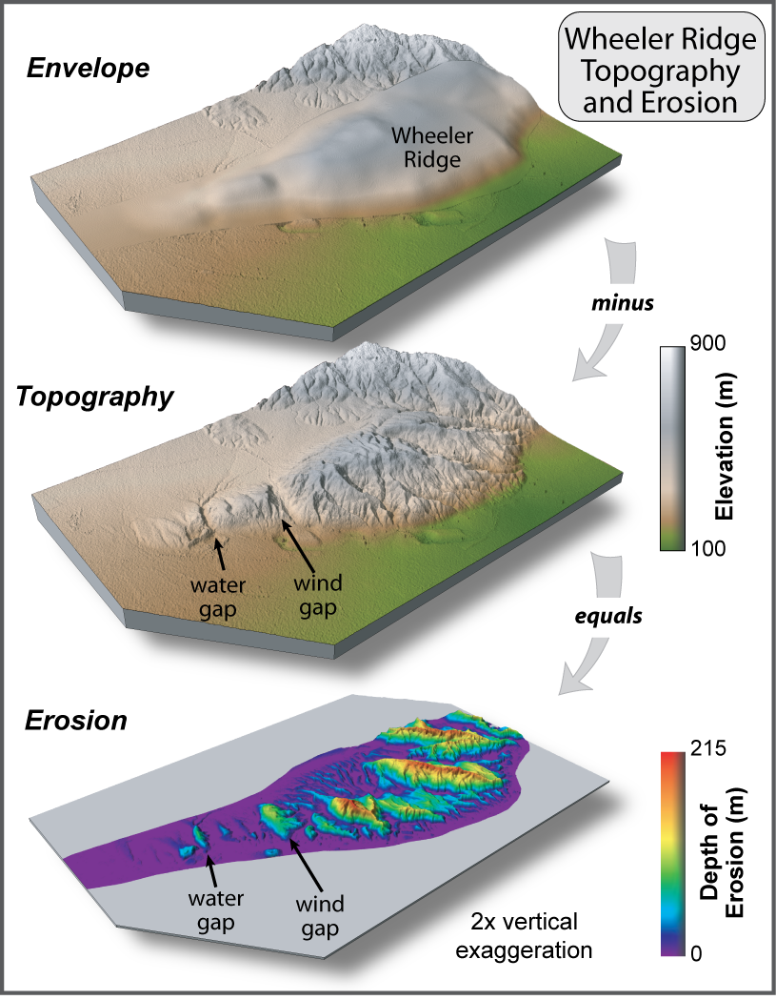 Wheeler Ridge
Topography
and Erosion
Envelope
Wheeler
Ridge
minus
Topography
900
Elevation (m)
100
water
gap
wind
gap
equals
Erosion
215
Depth of
Erosion (m)
0
water
gap
wind
gap
2x vertical
exaggeration